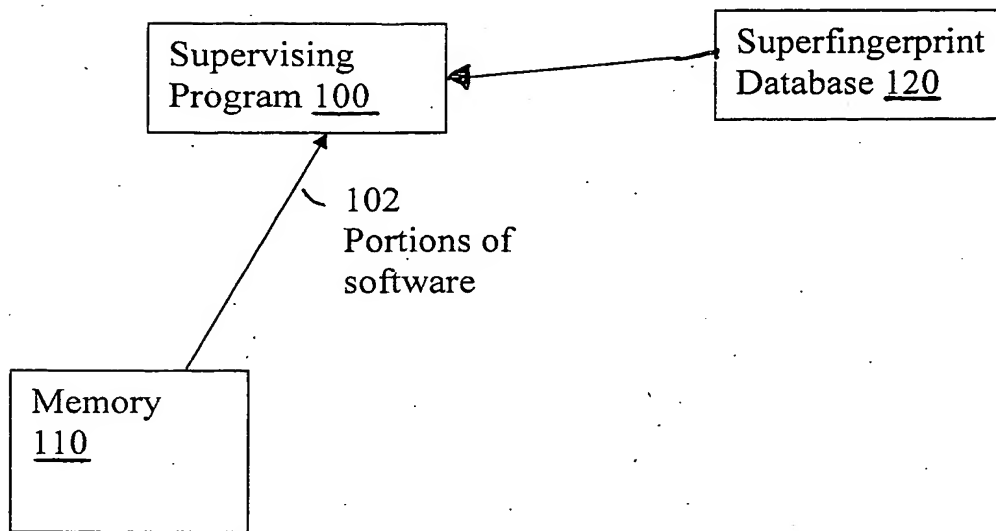 Supervising
Program 100
Superfingerprint
Database 120
102
Portions of
software
Memory
110